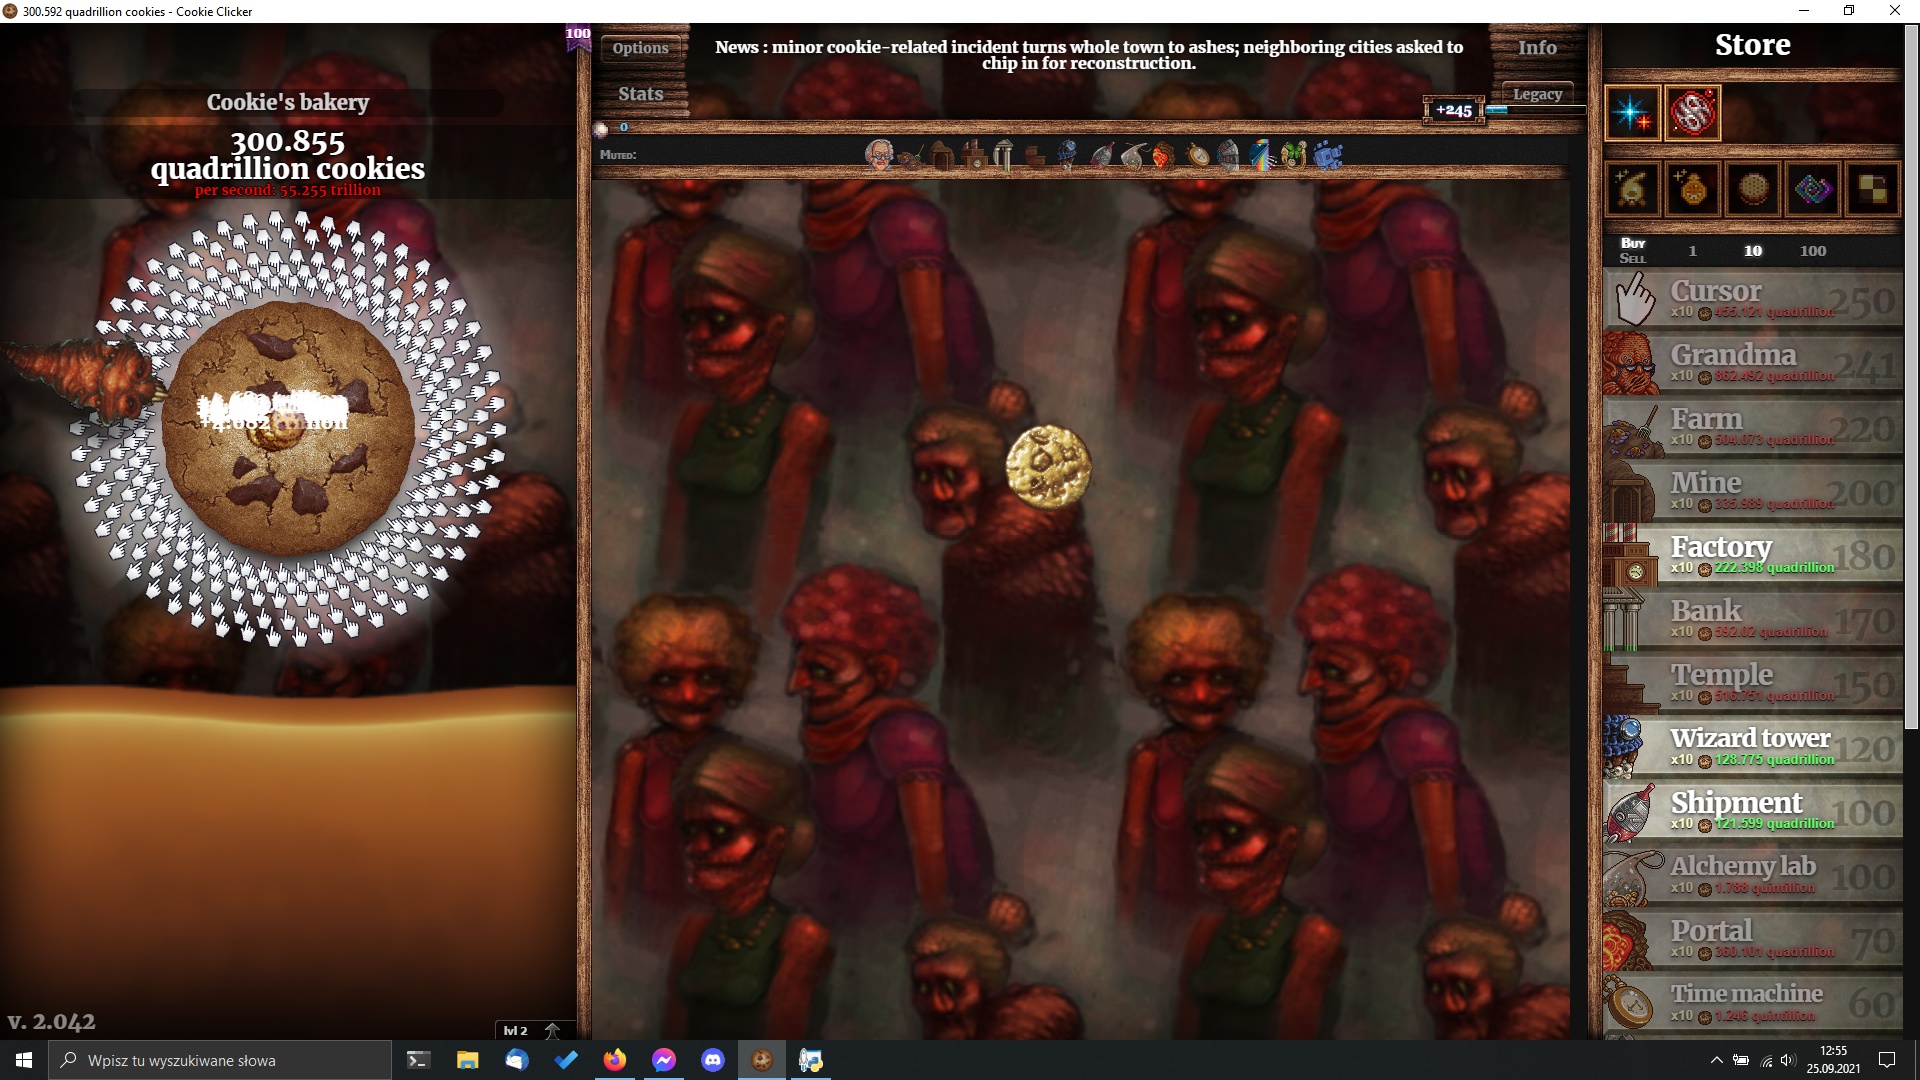 300.592 quadrillion cookies - Cookie Clicker
100
Options
Stats
News : minor cookie-related incident turns whole town to ashes; neighboring cities asked to
chip in for reconstruction.
Info
+245
Legacy
0
Muted:
Cookie's bakery
300.855
quadrillion cookies
per second: 55.255 trillion
v. 2.042
lvl 2
Store
Buy
Sell
1
10
100
Cursor
x10 455.121 quadrillion
250
Grandma
x10 862.492 quadrillion
241
Farm
x10 504.073 quadrillion
220
Mine
x10 335.989 quadrillion
200
Factory
x10 222.398 quadrillion
180
Bank
x10 592.02 quadrillion
170
Temple
x10 516.751 quadrillion
150
Wizard tower
x10 128.775 quadrillion
120
Shipment
x10 121.599 quadrillion
100
Alchemy lab
x10 1.788 quintillion
100
Portal
x10 360.101 quadrillion
70
Time machine
x10 1.246 quintillion
60
Wpisz tu wyszukiwane słowa
12:55
25.09.2021